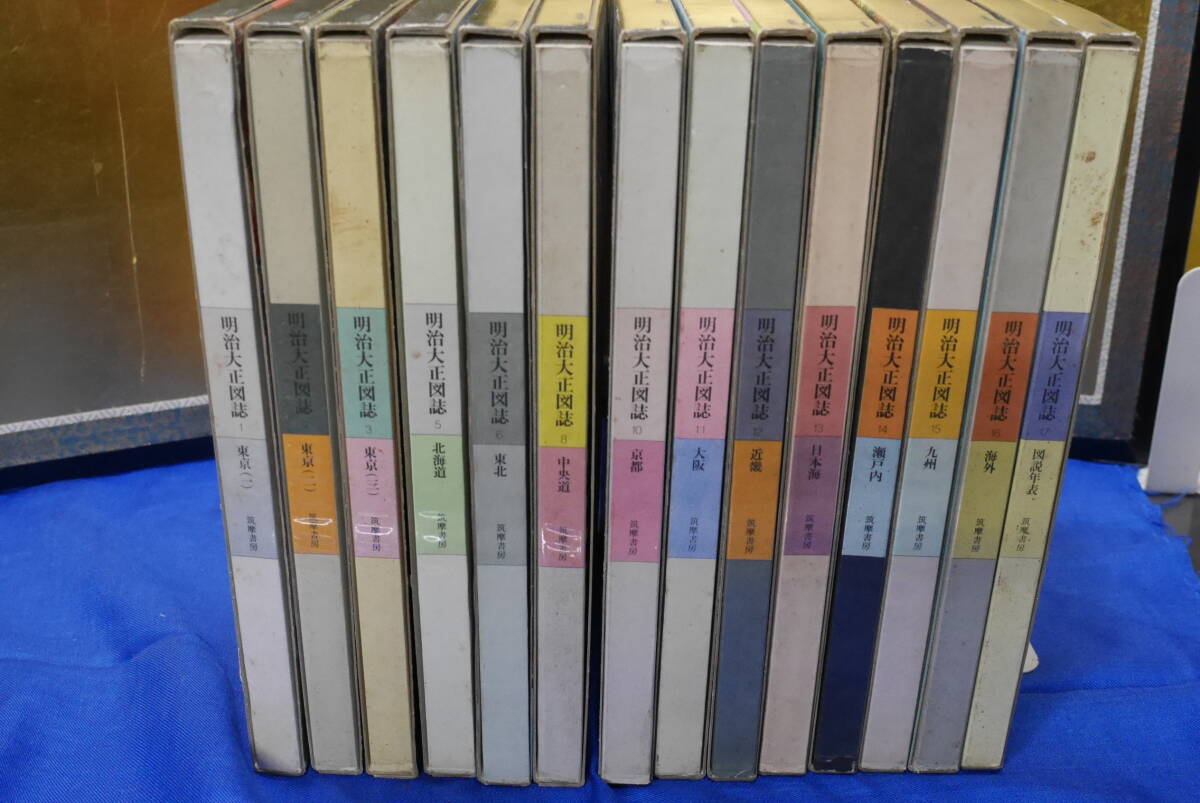 明治大正図誌 1 東京(一) 筑摩書房
明治大正図誌 東京(二) 筑摩書房
明治大正図誌 3 東京(三) 筑摩書房
明治大正図誌 5 北海道 筑摩書房
明治大正図誌 6 東北 筑摩書房
明治大正図誌 8 中央道 筑摩書房
明治大正図誌 10 京都 筑摩書房
明治大正図誌 11 大阪 筑摩書房
明治大正図誌 12 近畿 筑摩書房
明治大正図誌 13 日本海 筑摩書房
明治大正図誌 14 瀬戸内 筑摩書房
明治大正図誌 15 九州 筑摩書房
明治大正図誌 16 海外 筑摩書房
明治大正図誌 17 図説年表 筑摩書房